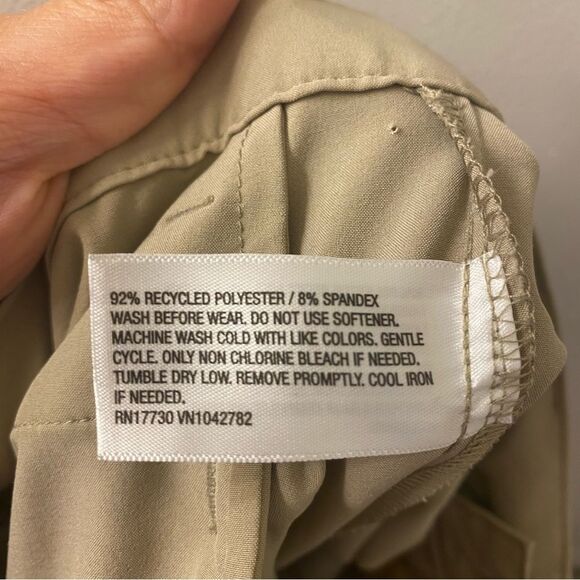 92% RECYCLED POLYESTER / 8% SPANDEX
WASH BEFORE WEAR. DO NOT USE SOFTENER.
MACHINE WASH COLD WITH LIKE COLORS. GENTLE
CYCLE. ONLY NON CHLORINE BLEACH IF NEEDED.
TUMBLE DRY LOW. REMOVE PROMPTLY. COOL IRON
IF NEEDED.
RN17730 VN1042782